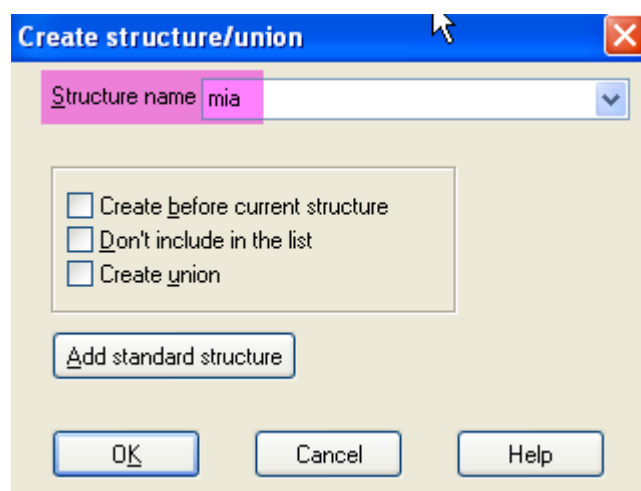 Create structure/union
Structure name mia
Create before current structure
Don't include in the list
Create union
Add standard structure
OK Cancel Help